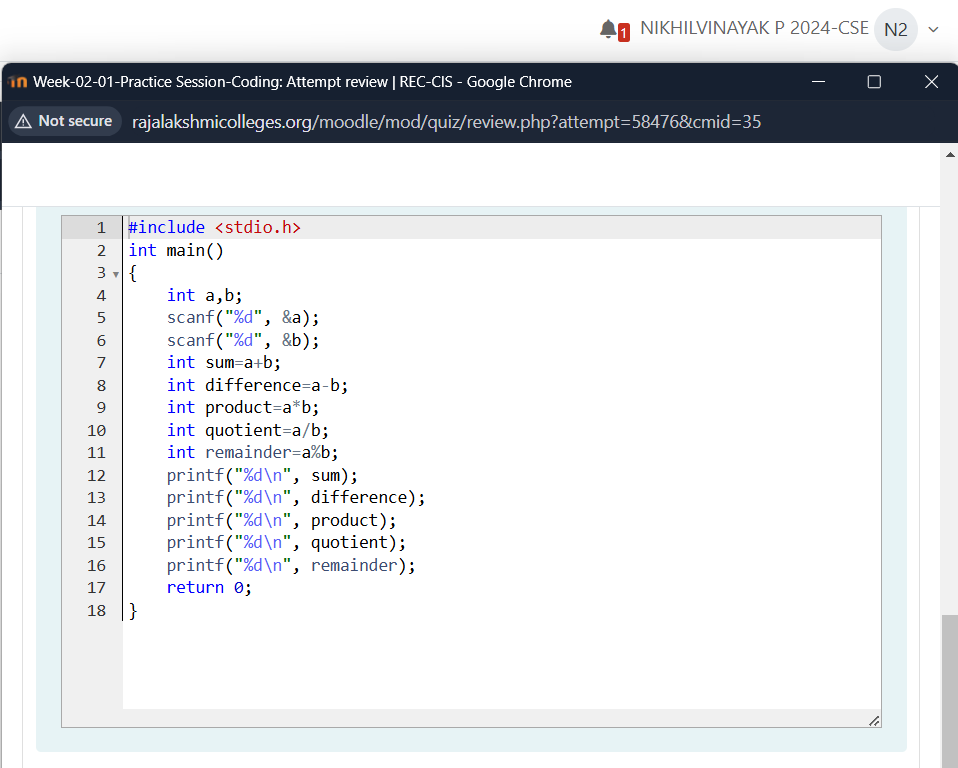 1 NIKHILVINAYAK P 2024-CSE N2
Week-02-01-Practice Session-Coding: Attempt review | REC-CIS - Google Chrome
Not secure rajalakshmicolleges.org/moodle/mod/quiz/review.php?attempt=58476&cmid=35
1 #include <stdio.h>
2 int main()
3 {
4     int a,b;
5     scanf("%d", &a);
6     scanf("%d", &b);
7     int sum=a+b;
8     int difference=a-b;
9     int product=a*b;
10     int quotient=a/b;
11     int remainder=a%b;
12     printf("%d\n", sum);
13     printf("%d\n", difference);
14     printf("%d\n", product);
15     printf("%d\n", quotient);
16     printf("%d\n", remainder);
17     return 0;
18 }